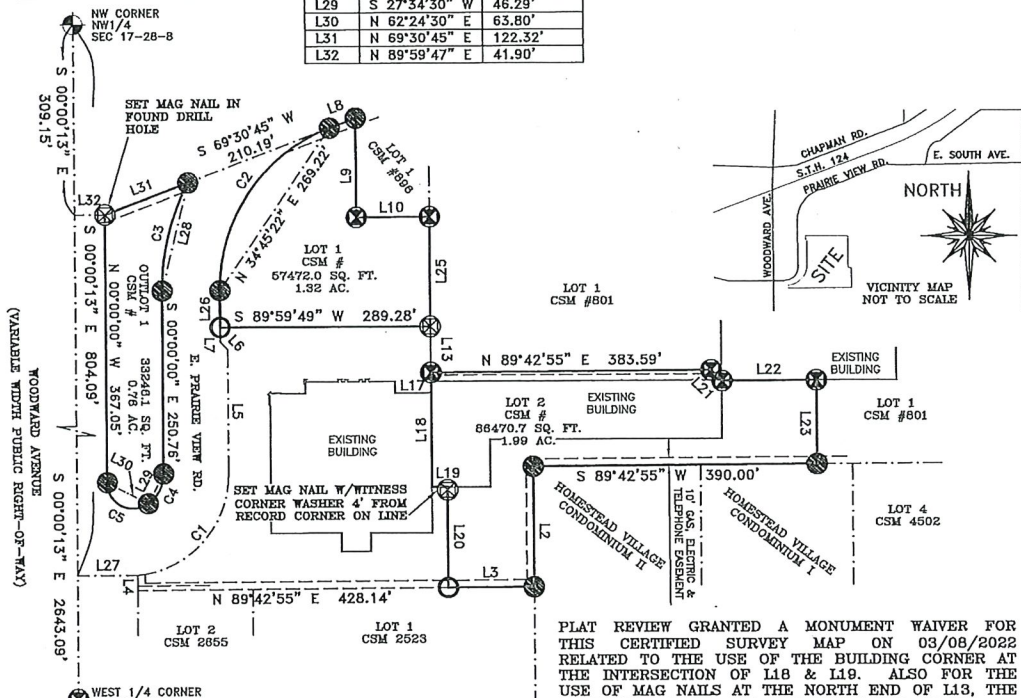 L29 S 27°34'30" W 46.29'
L30 N 62°24'30" E 63.80'
L31 N 69°30'45" E 122.32'
L32 N 89°59'47" E 41.90'
NW CORNER
NW1/4
SEC 17-28-8
S 00°00'13" E
309.15'
SET MAG NAIL IN
FOUND DRILL
HOLE
S 69°30'45" W
210.19'
L8
LOT 1
CSM #898
L9
L10
L32
L31
C3
L28
C2
N 34°45'22" E 269.22'
LOT 1
CSM #
57472.0 SQ. FT.
1.32 AC.
L25
L26
S 89°59'49" W 289.28'
L6
L7
L13
LOT 1
CSM #801
CHAPMAN RD.
S.T.H. 124
PRAIRIE VIEW RD.
E. SOUTH AVE.
WOODWARD AVE.
SITE
NORTH
VICINITY MAP
NOT TO SCALE
S 00°00'13" E 804.09'
N 00°00'00" W 367.05'
OUTLOT 1
CSM #
33246.1 SQ. FT.
0.76 AC.
S 00°00'00" E 250.76'
E. PRAIRIE VIEW RD.
L5
L30
L29
C4
C5
C1
WOODWARD AVENUE
(VARIABLE WIDTH PUBLIC RIGHT-OF-WAY)
S 00°00'13" E 2643.09'
N 89°42'55" E 383.59'
L17
L18
L21
L22
L23
EXISTING
BUILDING
LOT 1
CSM #801
LOT 2
CSM #
86470.7 SQ. FT.
1.99 AC.
EXISTING
BUILDING
EXISTING
BUILDING
SET MAG NAIL W/WITNESS
CORNER WASHER 4' FROM
RECORD CORNER ON LINE
L19
L20
S 89°42'55" W 390.00'
L2
L3
HOMESTEAD VILLAGE
CONDOMINIUM II
10' GAS, ELECTRIC &
TELEPHONE EASEMENT
HOMESTEAD VILLAGE
CONDOMINIUM I
LOT 4
CSM 4502
L27
L4
N 89°42'55" E 428.14'
LOT 2
CSM 2655
LOT 1
CSM 2523
WEST 1/4 CORNER
PLAT REVIEW GRANTED A MONUMENT WAIVER FOR
THIS CERTIFIED SURVEY MAP ON 03/08/2022
RELATED TO THE USE OF THE BUILDING CORNER AT
THE INTERSECTION OF L18 & L19. ALSO FOR THE
USE OF MAG NAILS AT THE NORTH END OF L13, THE